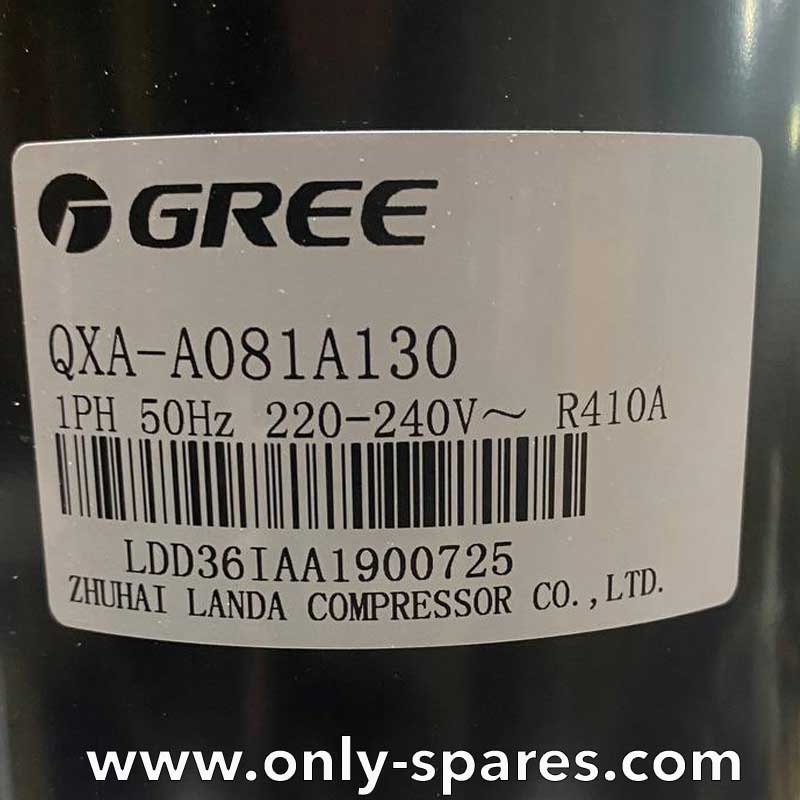 GREE
QXA-A081A130
1PH 50Hz 220-240V～ R410A
LDD36IAA1900725
ZHUHAI LANDA COMPRESSOR CO.,LTD.
www.only-spares.com